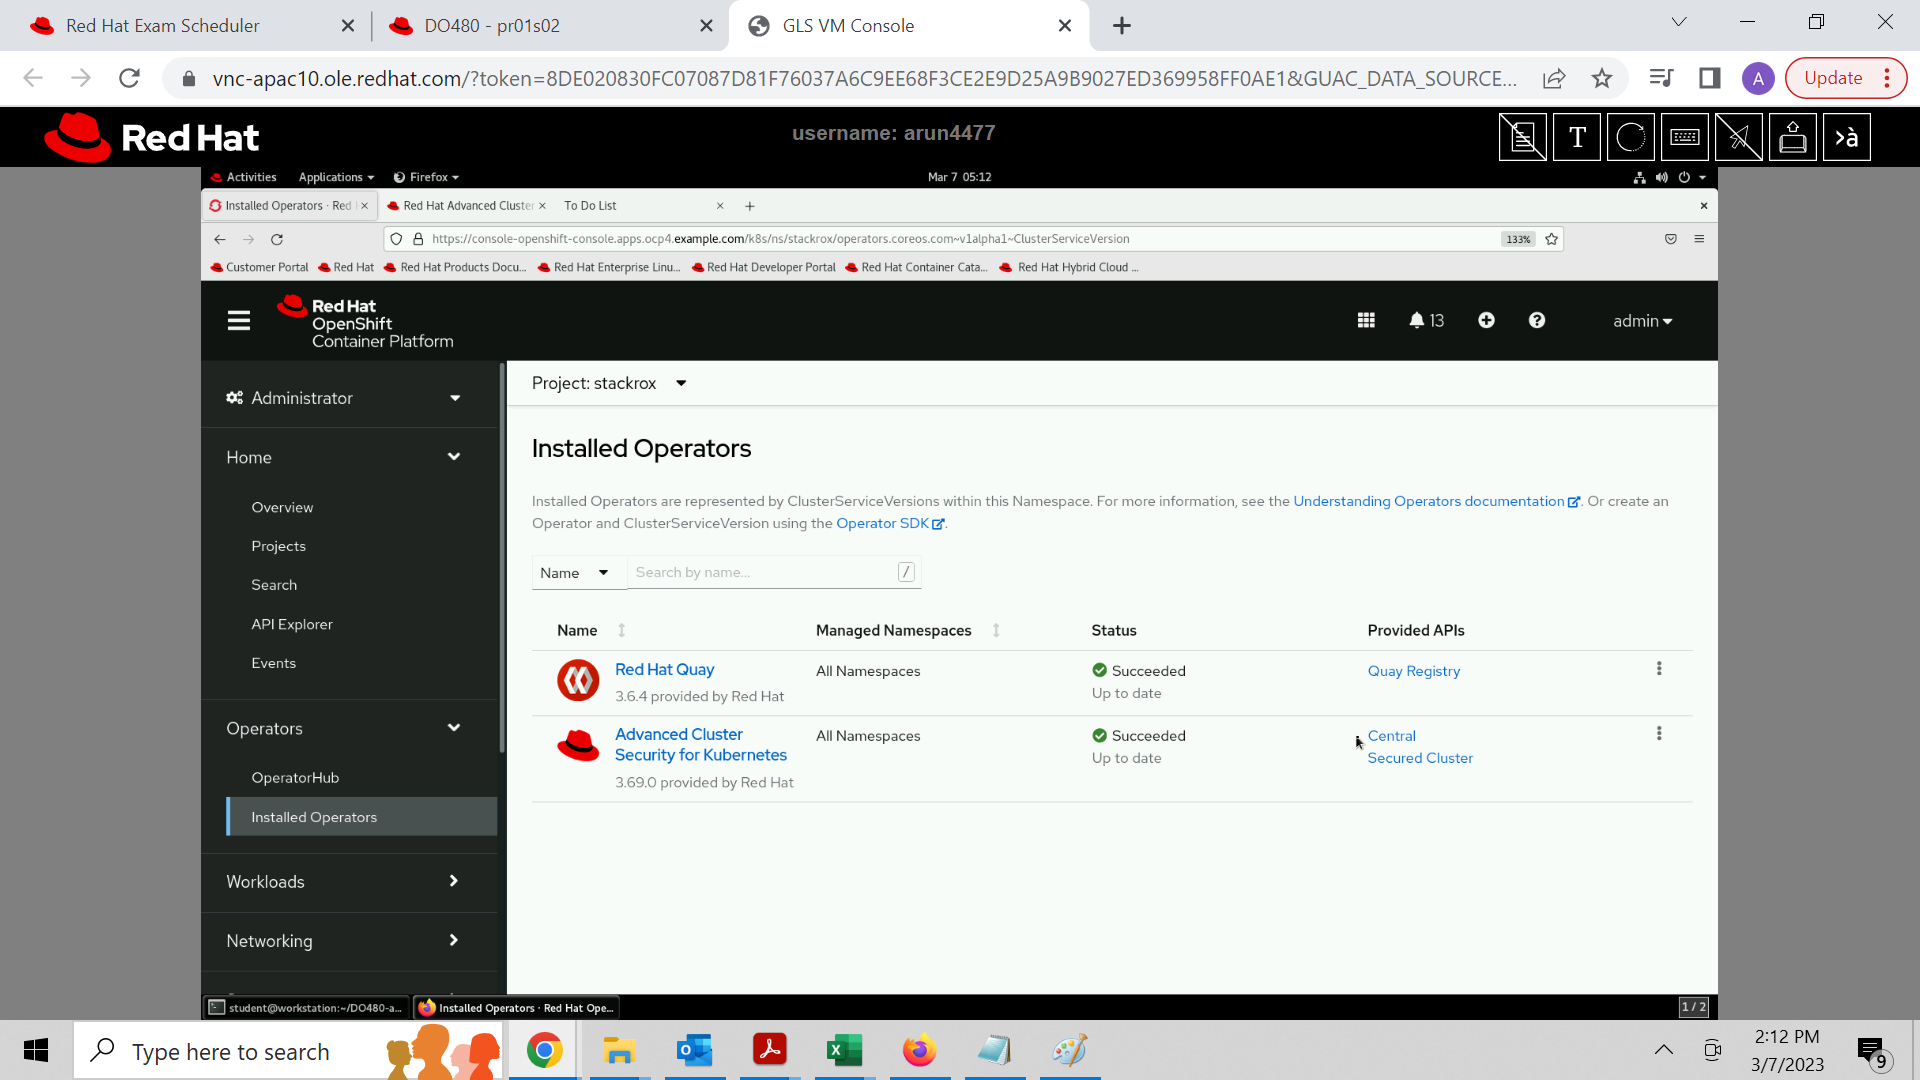 Red Hat Exam Scheduler
DO480 - pr01s02
GLS VM Console
vnc-apac10.ole.redhat.com/?token=8DE020830FC07087D81F76037A6C9EE68F3CE2E9D25A9B9027ED369958FF0AE1&GUAC_DATA_SOURCE...
A
Update
Red Hat
username: arun4477
T
›à
Activities
Applications
Firefox
Mar 7 05:12
Installed Operators · Red
Red Hat Advanced Cluster
To Do List
https://console-openshift-console.apps.ocp4.example.com/k8s/ns/stackrox/operators.coreos.com~v1alpha1~ClusterServiceVersion
133%
Customer Portal
Red Hat
Red Hat Products Docu...
Red Hat Enterprise Linu...
Red Hat Developer Portal
Red Hat Container Cata...
Red Hat Hybrid Cloud ...
Red Hat
OpenShift
Container Platform
13
admin
Administrator
Home
Overview
Projects
Search
API Explorer
Events
Operators
OperatorHub
Installed Operators
Workloads
Networking
Project: stackrox
Installed Operators
Installed Operators are represented by ClusterServiceVersions within this Namespace. For more information, see the Understanding Operators documentation. Or create an
Operator and ClusterServiceVersion using the Operator SDK.
Name
Search by name...
/
Name
Managed Namespaces
Status
Provided APIs
Red Hat Quay
3.6.4 provided by Red Hat
All Namespaces
Succeeded
Up to date
Quay Registry
Advanced Cluster
Security for Kubernetes
3.69.0 provided by Red Hat
All Namespaces
Succeeded
Up to date
Central
Secured Cluster
student@workstation:~/DO480-a...
Installed Operators · Red Hat Ope...
1 / 2
Type here to search
2:12 PM
3/7/2023
9